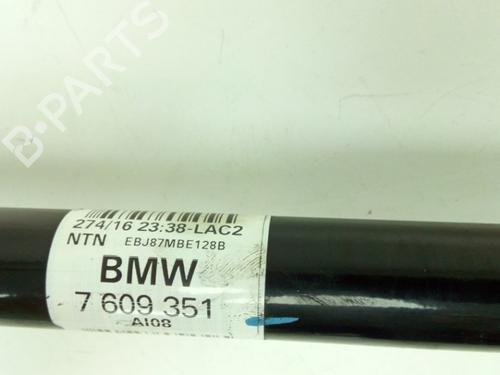 B-PARTS
274/16 23:38-LAC2
NTN EBJ87MBE128B
BMW
7 609 351
AI08